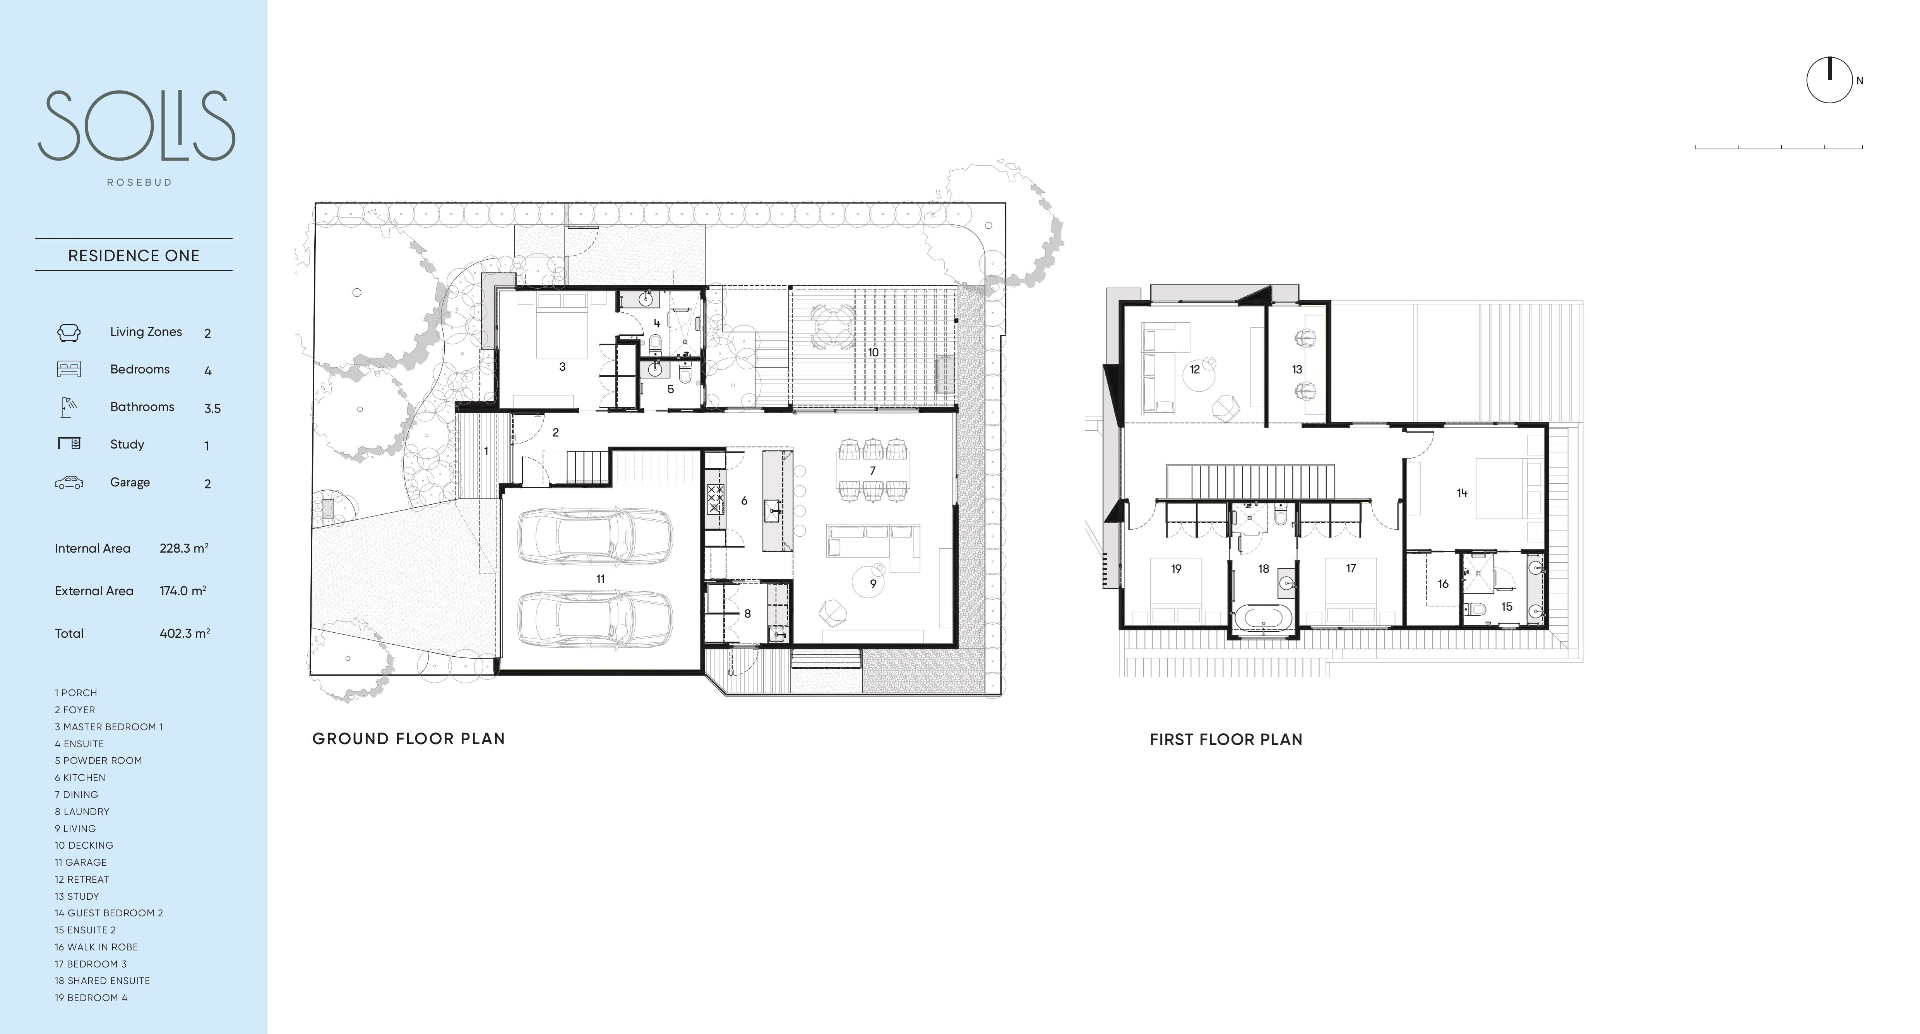 SOLIS
ROSEBUD
RESIDENCE ONE
Living Zones 2
Bedrooms 4
Bathrooms 3.5
Study 1
Garage 2
Internal Area 228.3 m²
External Area 174.0 m²
Total 402.3 m²
1 PORCH
2 FOYER
3 MASTER BEDROOM 1
4 ENSUITE
5 POWDER ROOM
6 KITCHEN
7 DINING
8 LAUNDRY
9 LIVING
10 DECKING
11 GARAGE
12 RETREAT
13 STUDY
14 GUEST BEDROOM 2
15 ENSUITE 2
16 WALK IN ROBE
17 BEDROOM 3
18 SHARED ENSUITE
19 BEDROOM 4
4
10
3
5
2
1
7
6
11
9
8
GROUND FLOOR PLAN
N
12
13
14
19
18
17
16
15
FIRST FLOOR PLAN